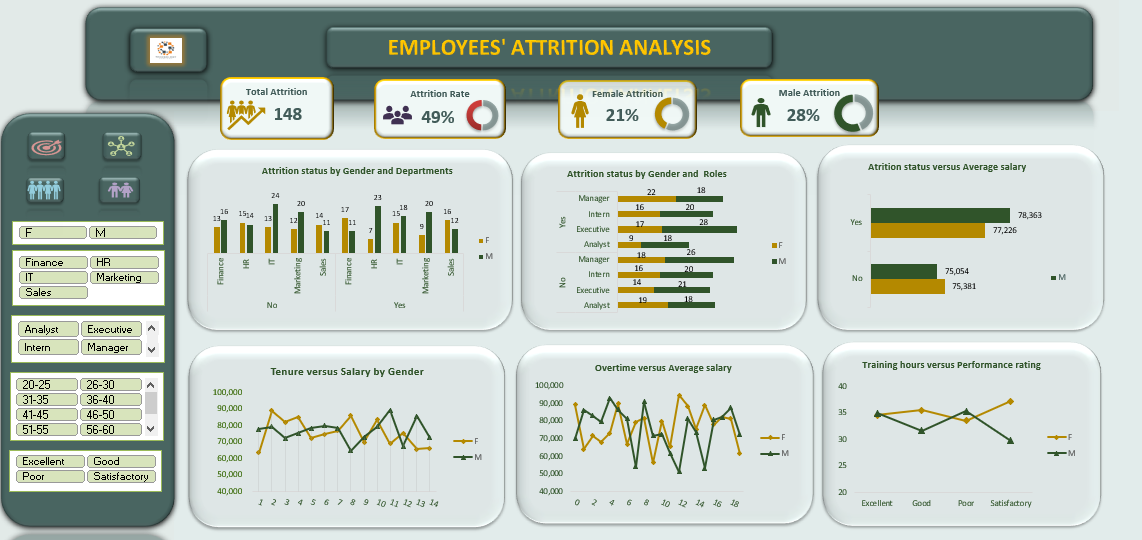 EMPLOYEES' ATTRITION ANALYSIS
Total Attrition
148
Attrition Rate
49%
Female Attrition
21%
Male Attrition
28%
F M
Finance HR
IT Marketing
Sales
Analyst Executive
Intern Manager
20-25 26-30
31-35 36-40
41-45 46-50
51-55 56-60
Excellent Good
Poor Satisfactory
Attrition status by Gender and Departments
13 16 15 14 13 24 12 20 14 11 17 11 7 23 15 18 9 20 16 12
Finance HR IT Marketing Sales Finance HR IT Marketing Sales
No Yes
F
M
Attrition status by Gender and Roles
Yes
Manager 22 18
Intern 16 20
Executive 17 28
Analyst 9 18
No
Manager 18 26
Intern 16 20
Executive 14 21
Analyst 19 18
F
M
Atrition status versus Average salary
Yes 78,363
77,226
No 75,054
75,381
M
Tenure versus Salary by Gender
100,000
90,000
80,000
70,000
60,000
50,000
40,000
1 2 3 4 5 6 7 8 9 10 11 12 13 14
F
M
Overtime versus Average salary
100,000
90,000
80,000
70,000
60,000
50,000
40,000
0 2 4 6 8 10 12 14 16 18
F
M
Training hours versus Performance rating
40
35
30
25
20
Excellent Good Poor Satisfactory
F
M